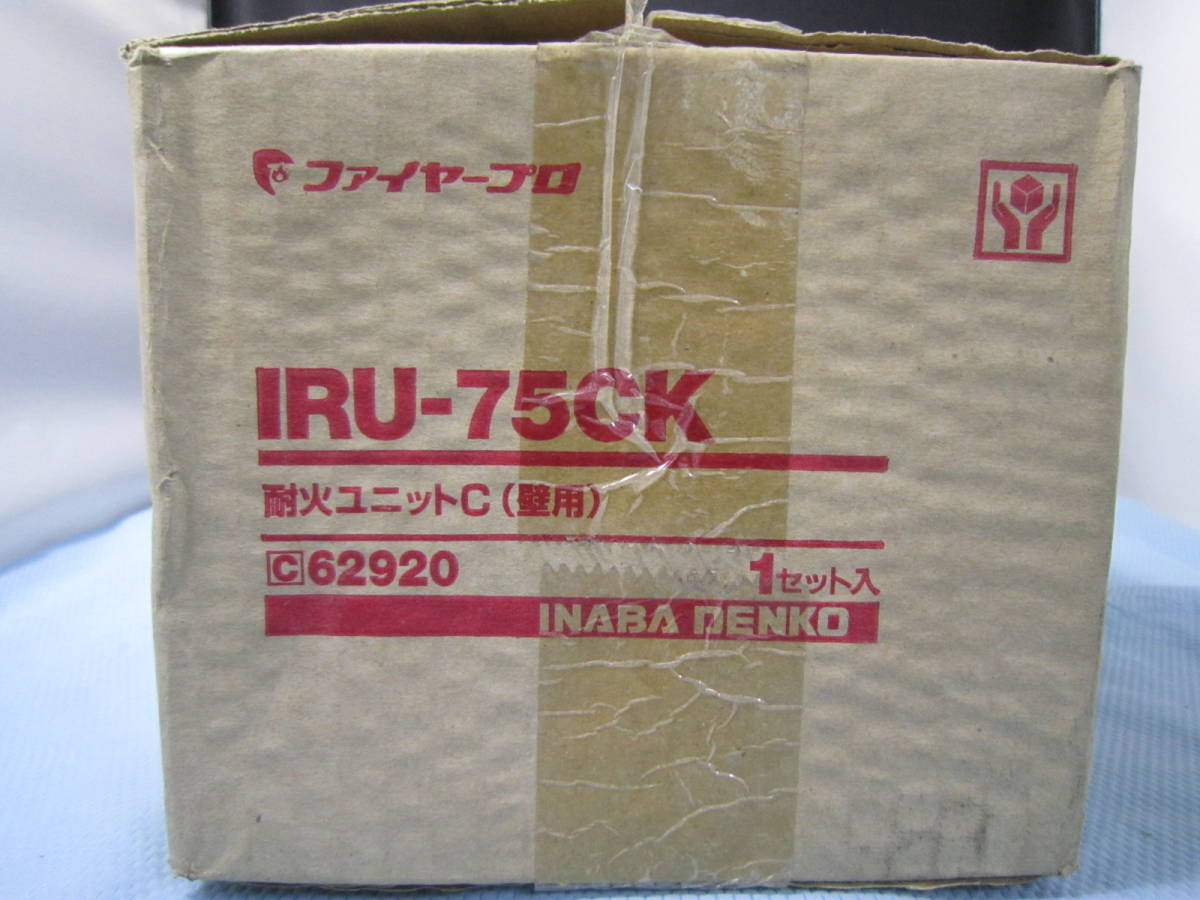 ファイヤープロ
IRU-75CK
耐火ユニットC（壁用）
C62920 1セット入
INABA DENKO